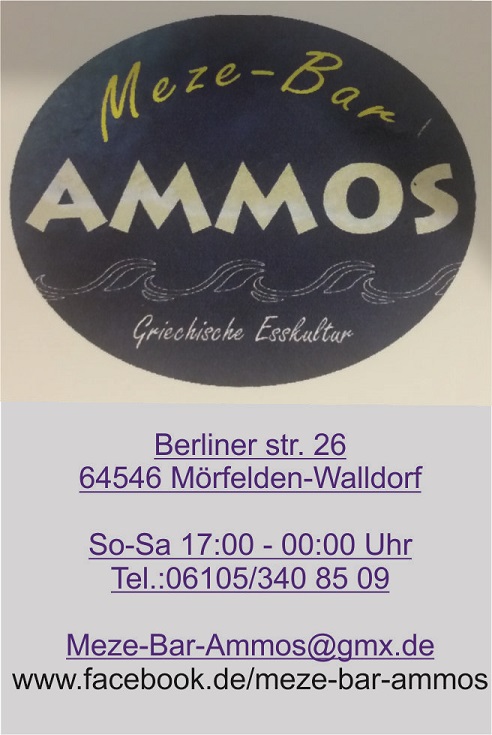 Meze-Bar
AMMOS
Griechische Esskultur
Berliner str. 26
64546 Mörfelden-Walldorf
So-Sa 17:00 - 00:00 Uhr
Tel.:06105/340 85 09
Meze-Bar-Ammos@gmx.de
www.facebook.de/meze-bar-ammos